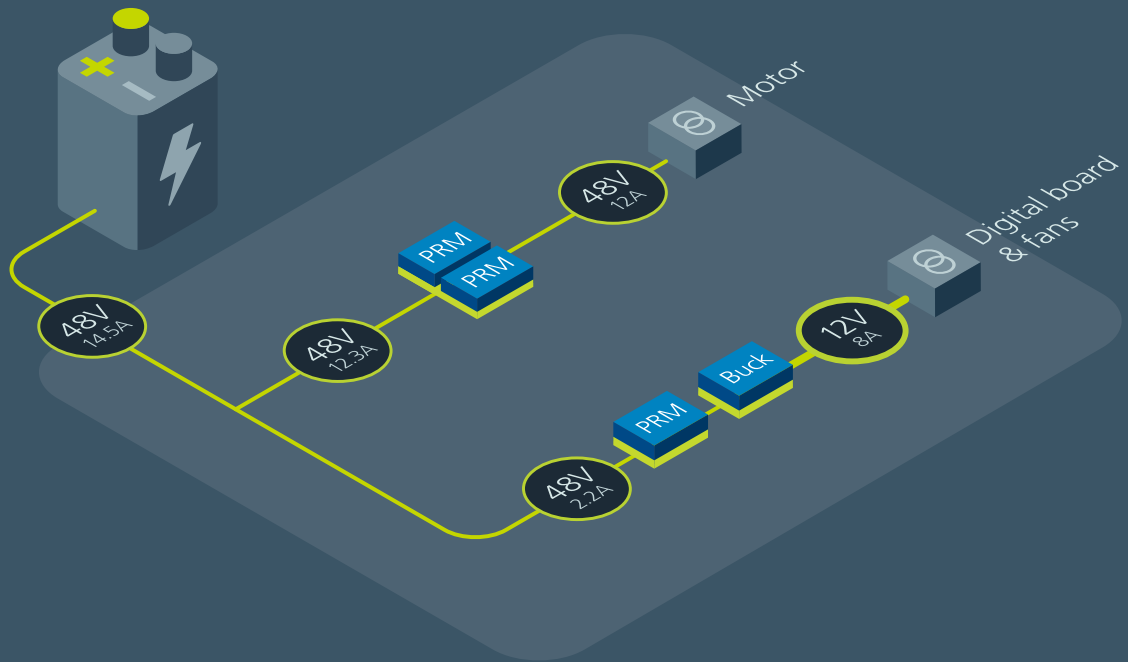 Motor
48V
12A
PRM
PRM
Digital board
& fans
48V
14.5A
48V
12.3A
12V
8A
Buck
PRM
48V
2.2A